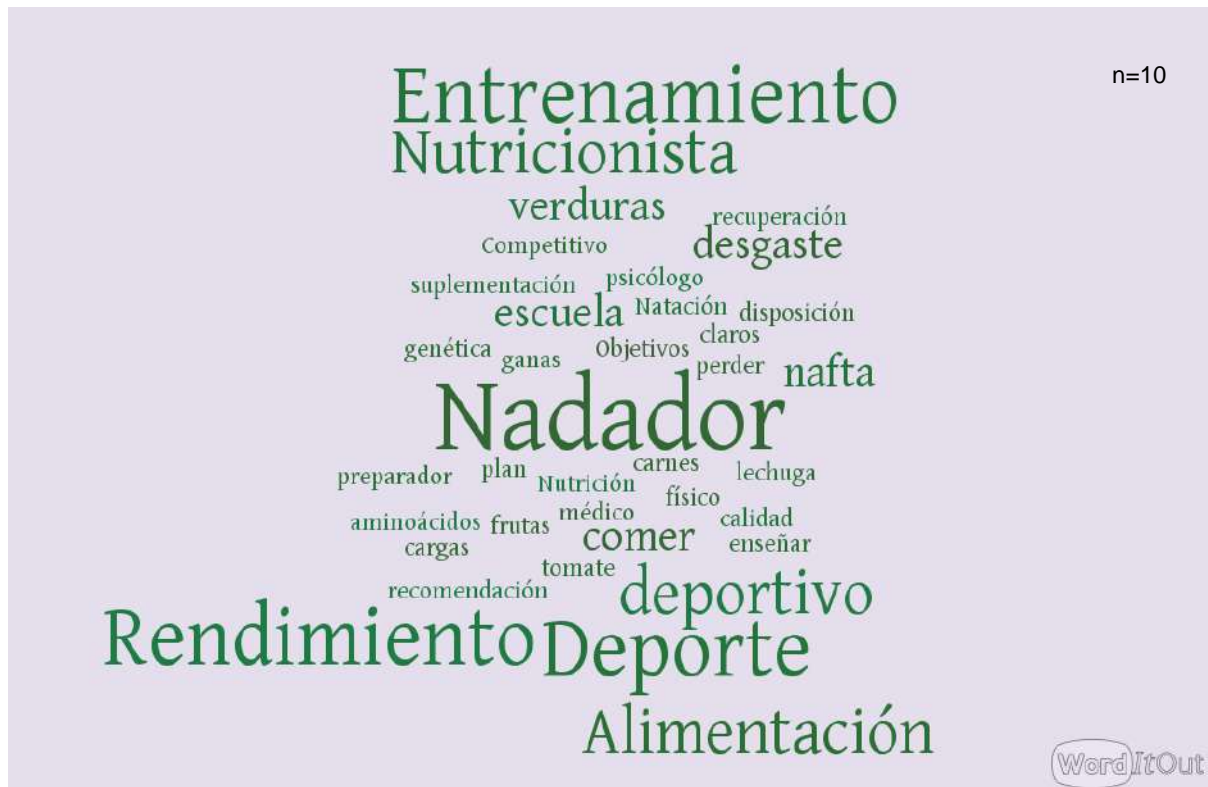 n=10
Entrenamiento
Nutricionista
verduras
recuperación
Competitivo
desgaste
suplementación
psicólogo
escuela
Natación
disposición
claros
genética
ganas
Objetivos
perder
nafta
Nadador
preparador
plan
Nutrición
carnes
lechuga
físico
aminoácidos
frutas
médico
calidad
cargas
comer
enseñar
tomate
recomendación
deportivo
Rendimiento
Deporte
Alimentación
WordItOut